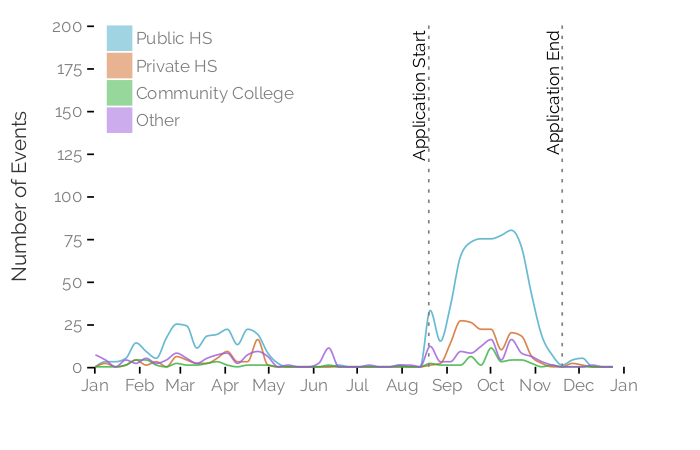 Number of Events
200
175
150
125
100
75
50
25
0
Public HS
Private HS
Community College
Other
Application Start
Application End
Jan Feb Mar Apr May Jun Jul Aug Sep Oct Nov Dec Jan